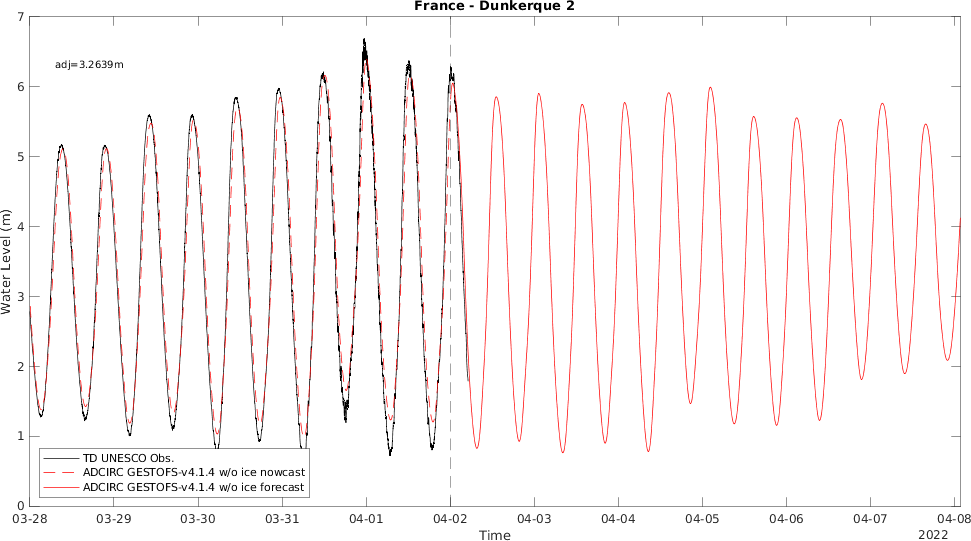 France - Dunkerque 2
7
adj=3.2639m
6
5
4
3
2
1
0
Water Level (m)
TD UNESCO Obs.
ADCIRC GESTOFS-v4.1.4 w/o ice nowcast
ADCIRC GESTOFS-v4.1.4 w/o ice forecast
03-28 03-29 03-30 03-31 04-01 04-02 04-03 04-04 04-05 04-06 04-07 04-08
Time
2022